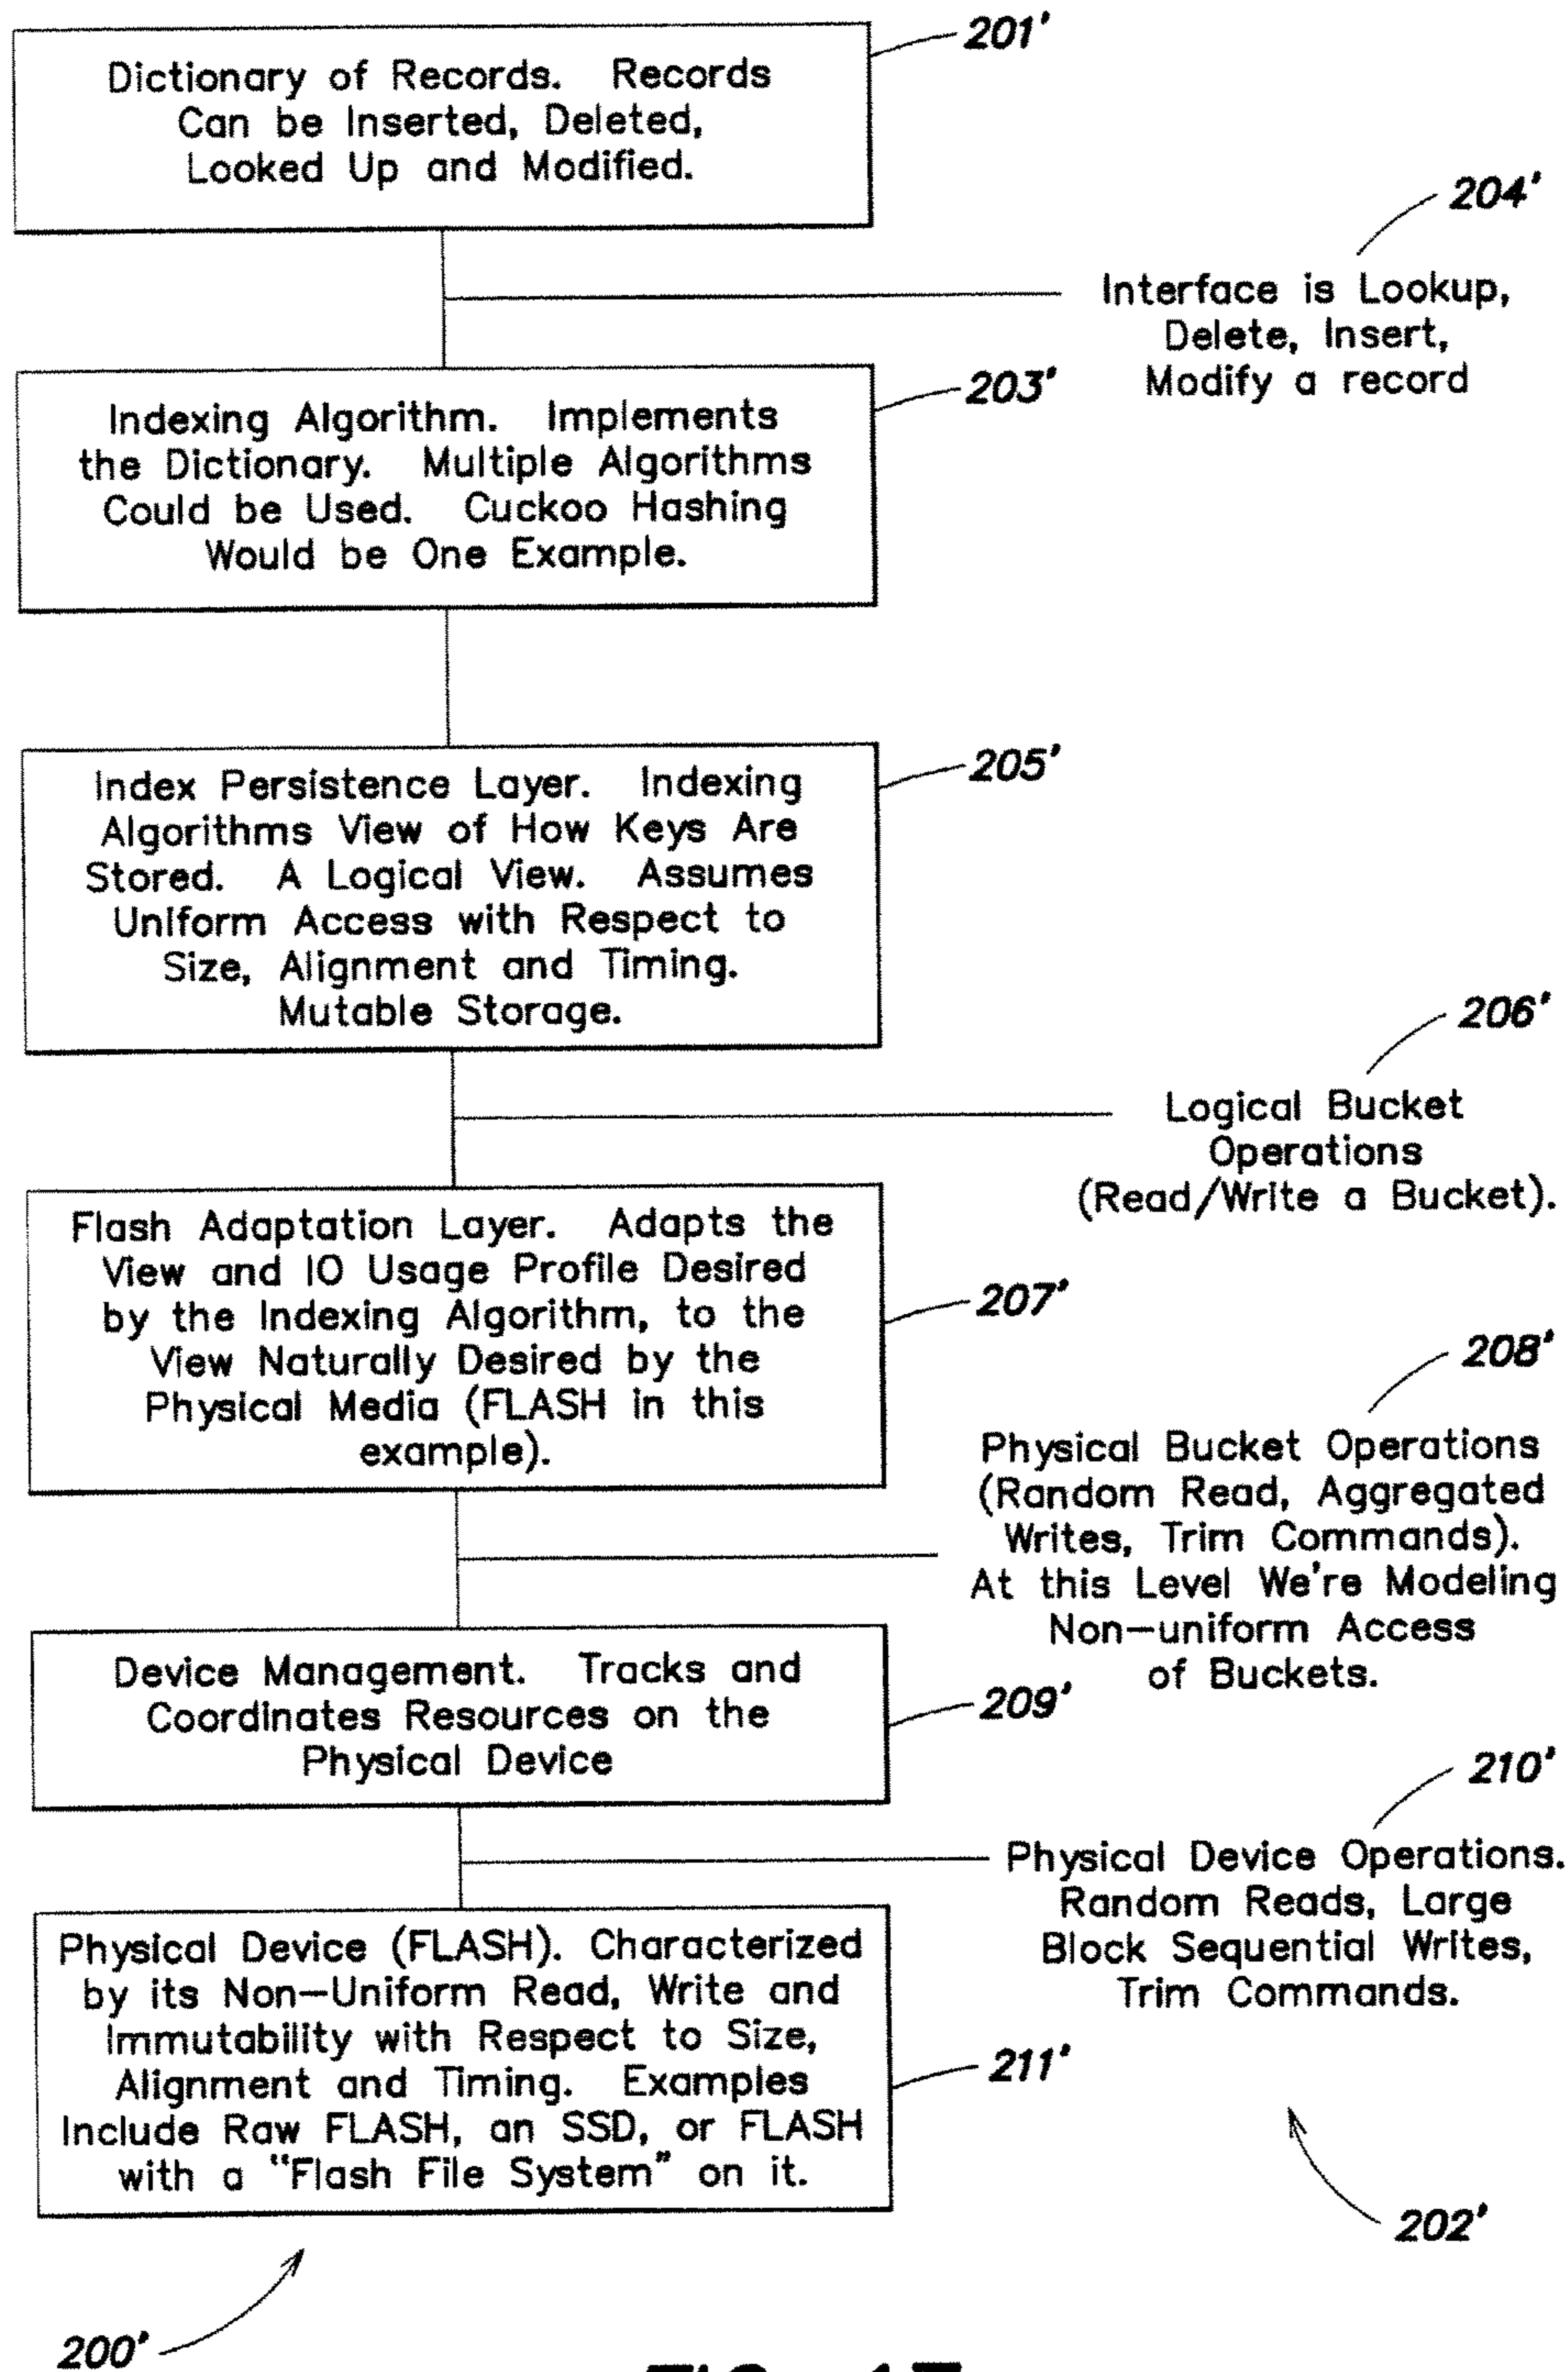 201'
Dictionary of Records. Records
Can be Inserted, Deleted,
Looked Up and Modified.
204'
Interface is Lookup,
Delete, Insert,
Modify a record
203'
Indexing Algorithm. Implements
the Dictionary. Multiple Algorithms
Could be Used. Cuckoo Hashing
Would be One Example.
205'
Index Persistence Layer. Indexing
Algorithms View of How Keys Are
Stored. A Logical View. Assumes
Uniform Access with Respect to
Size, Alignment and Timing.
Mutable Storage.
206'
Logical Bucket
Operations
(Read/Write a Bucket).
Flash Adaptation Layer. Adapts the
View and IO Usage Profile Desired
by the Indexing Algorithm, to the
View Naturally Desired by the
Physical Media (FLASH in this
example).
207'
208'
Physical Bucket Operations
(Random Read, Aggregated
Writes, Trim Commands).
At this Level We're Modeling
Non-uniform Access
of Buckets.
Device Management. Tracks and
Coordinates Resources on the
Physical Device
209'
210'
Physical Device Operations.
Random Reads, Large
Block Sequential Writes,
Trim Commands.
Physical Device (FLASH). Characterized
by its Non-Uniform Read, Write and
Immutability with Respect to Size,
Alignment and Timing. Examples
Include Raw FLASH, an SSD, or FLASH
with a "Flash File System" on it.
211'
202'
200'